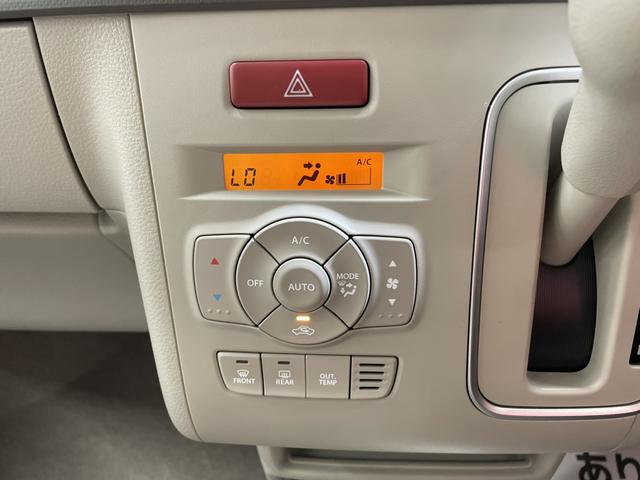 A/C
LO
A/C
OFF
AUTO
MODE
FRONT
REAR
OUT.
TEMP
あり